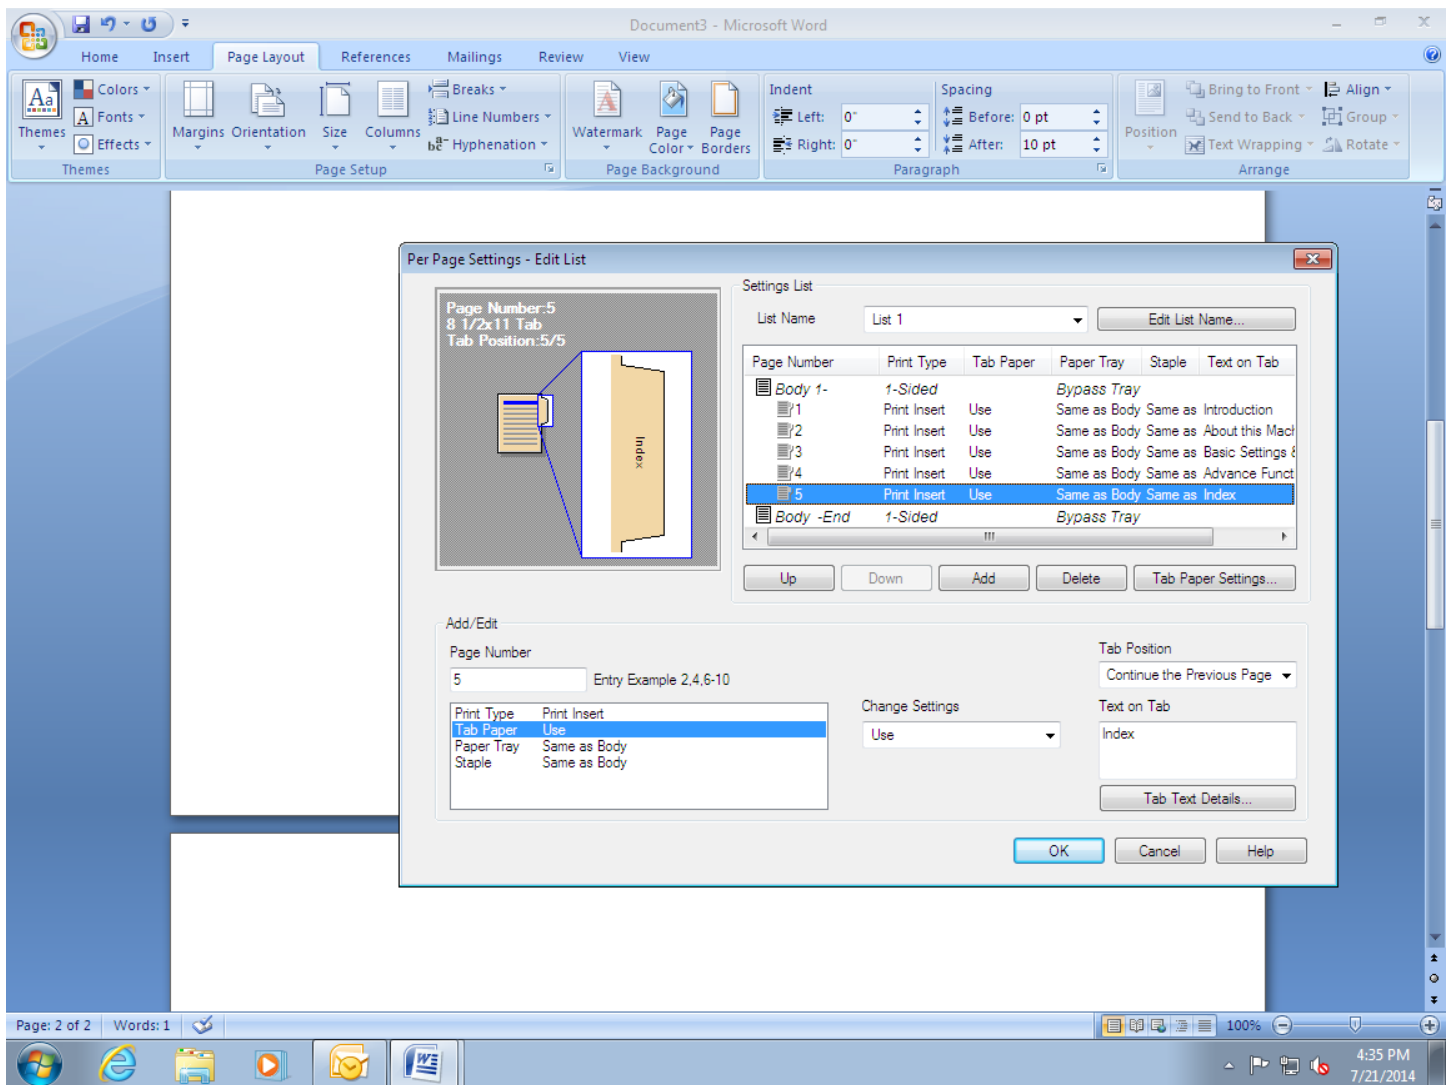 Document3 - Microsoft Word
Home Insert Page Layout References Mailings Review View
Aa Themes
Colors
Fonts
Effects
Themes
Margins Orientation Size Columns
Breaks
Line Numbers
Hyphenation
Page Setup
Watermark Page Color Page Borders
Page Background
Indent
Left: 0"
Right: 0"
Spacing
Before: 0 pt
After: 10 pt
Paragraph
Position
Bring to Front
Send to Back
Text Wrapping
Align
Group
Rotate
Arrange
Per Page Settings - Edit List
Page Number:5
8 1/2x11 Tab
Tab Position:5/5
Index
Settings List
List Name List 1 Edit List Name...
Page Number Print Type Tab Paper Paper Tray Staple Text on Tab
Body 1- 1-Sided Bypass Tray
1 Print Insert Use Same as Body Same as Introduction
2 Print Insert Use Same as Body Same as About this Mach
3 Print Insert Use Same as Body Same as Basic Settings &
4 Print Insert Use Same as Body Same as Advance Funct
5 Print Insert Use Same as Body Same as Index
Body -End 1-Sided Bypass Tray
Up Down Add Delete Tab Paper Settings...
Add/Edit
Page Number
5 Entry Example 2,4,6-10
Print Type Print Insert
Tab Paper Use
Paper Tray Same as Body
Staple Same as Body
Change Settings
Use
Tab Position
Continue the Previous Page
Text on Tab
Index
Tab Text Details...
OK Cancel Help
Page: 2 of 2 Words: 1 100%
4:35 PM
7/21/2014